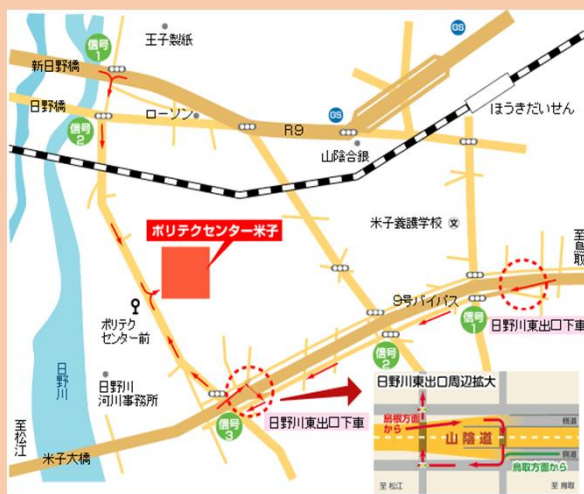 王子製紙
GS
信号
1
新日野橋
日野橋
ローソン
信号
2
R9
GS
山陰合銀
ほうきだいせん
ポリテクセンター米子
米子養護学校 文
至鳥取
9号バイパス
信号
1
日野川東出口下車
信号
2
ポリテク
センター前
日野川
日野川
河川事務所
信号
3
日野川東出口下車
至松江
米子大橋
日野川東出口周辺拡大
島根方面
から
側道
山陰道
側道
鳥取方面から
至 松江
至 鳥取